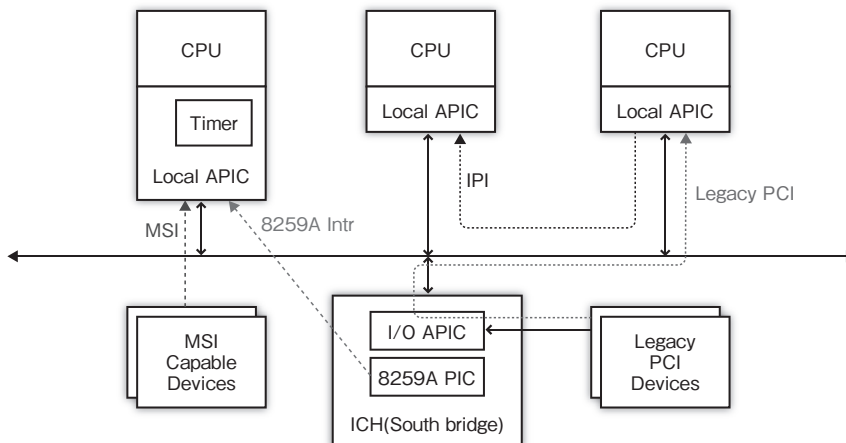 CPU
CPU
CPU
Timer
Local APIC
Local APIC
Local APIC
IPI
Legacy PCI
MSI
8259A Intr
MSI
Capable
Devices
I/O APIC
8259A PIC
ICH(South bridge)
Legacy
PCI
Devices